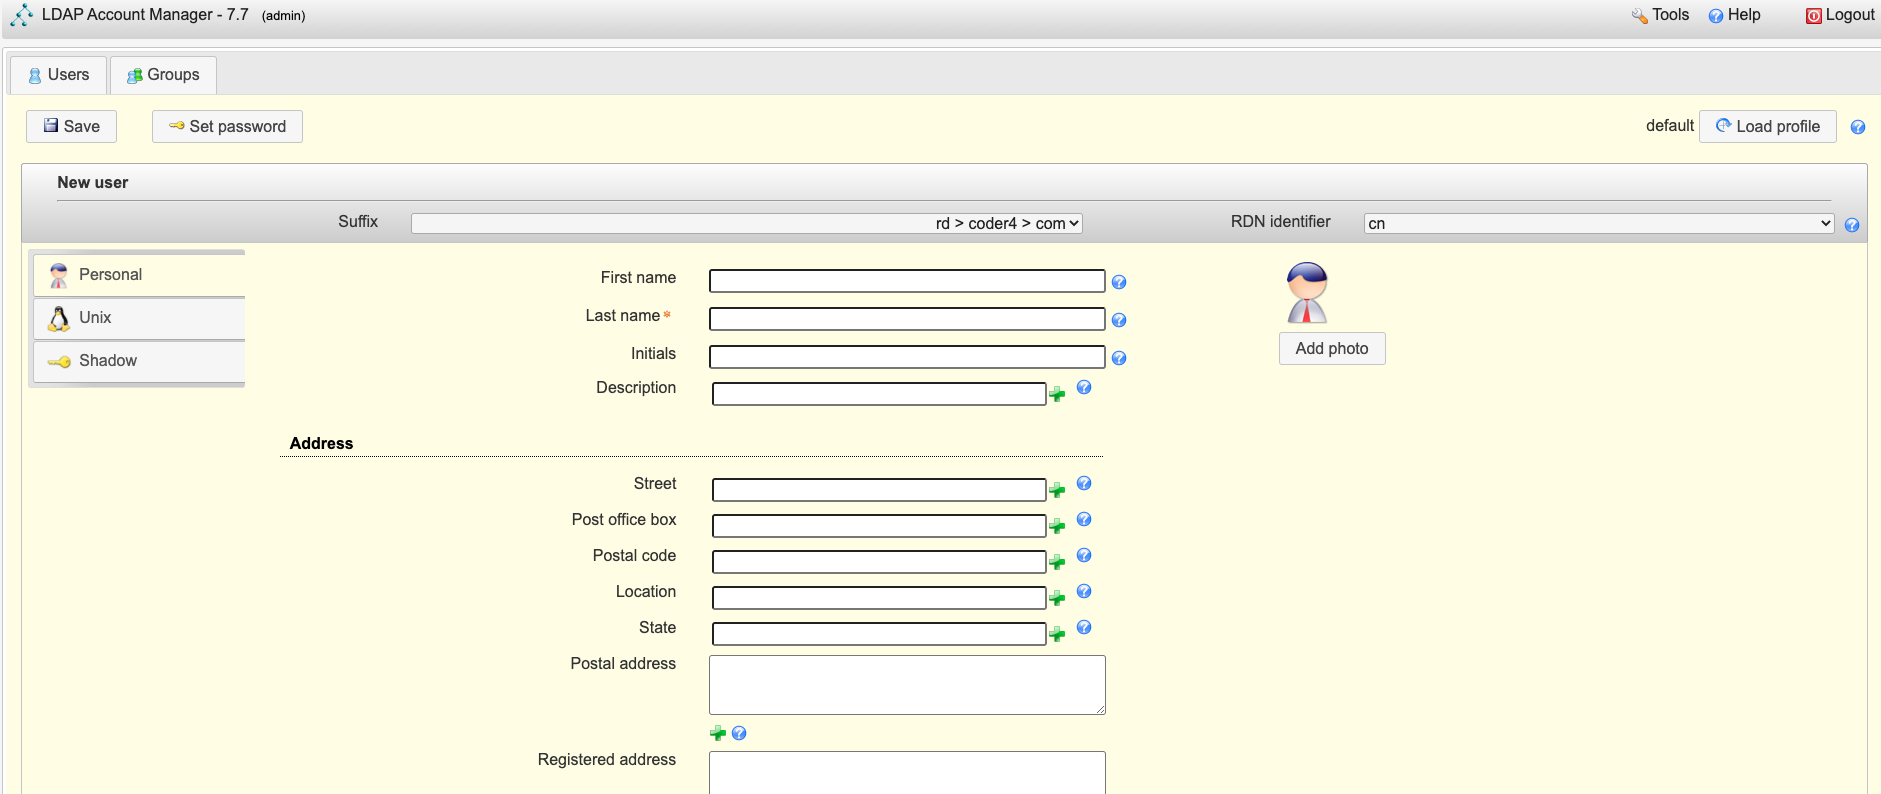 LDAP Account Manager - 7.7 (admin) Tools Help Logout
Users Groups
Save Set password default Load profile
New user
Suffix rd > coder4 > com RDN identifier cn
Personal
Unix
Shadow
First name
Last name*
Initials
Description
Add photo
Address
Street
Post office box
Postal code
Location
State
Postal address
Registered address